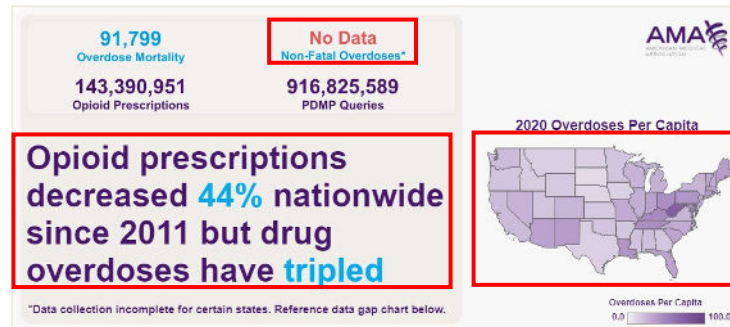 91,799
Overdose Mortality
No Data
Non-Fatal Overdoses*
143,390,951
Opioid Prescriptions
916,825,589
PDMP Queries
AMA
AMERICAN MEDICAL
ASSOCIATION
Opioid prescriptions
decreased 44% nationwide
since 2011 but drug
overdoses have tripled
*Data collection incomplete for certain states. Reference data gap chart below.
2020 Overdoses Per Capita
Overdoses Per Capita
0.0 100.0